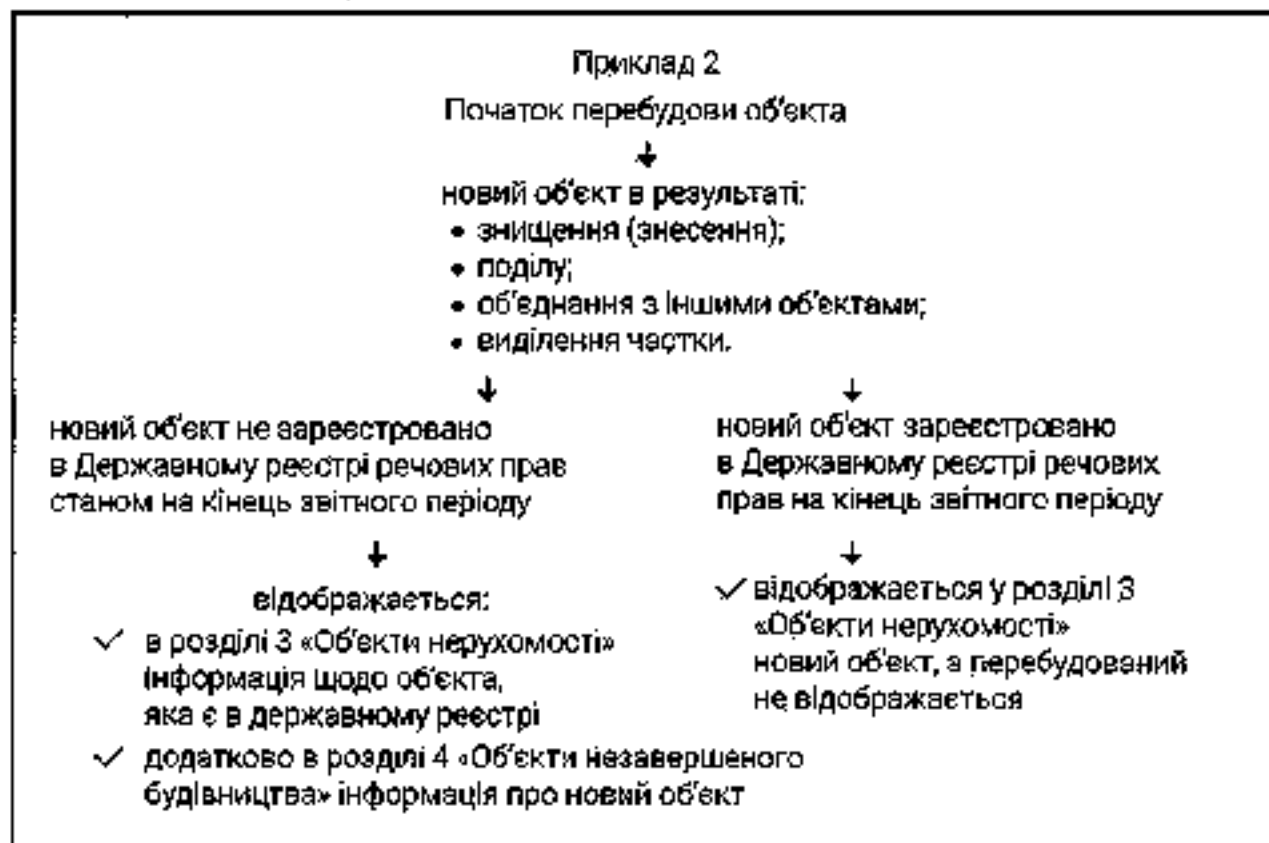 Приклад 2
Початок перебудови об'єкта
новий об'єкт в результаті:
• знищення (знесення);
• поділу;
• об'єднання з іншими об'єктами;
• виділення частки.
новий об'єкт не зареєстровано
в Державному реєстрі речових прав
станом на кінець звітного періоду
відображається:
✓ в розділі 3 «Об'єкти нерухомості»
інформація щодо об'єкта,
яка є в державному реєстрі
✓ додатково в розділі 4 «Об'єкти незавершеного
будівництва» інформація про новий об'єкт
новий об'єкт зареєстровано
в Державному реєстрі речових
прав на кінець звітного періоду
✓ відображається у розділі 3
«Об'єкти нерухомості»
новий об'єкт, а перебудований
не відображається